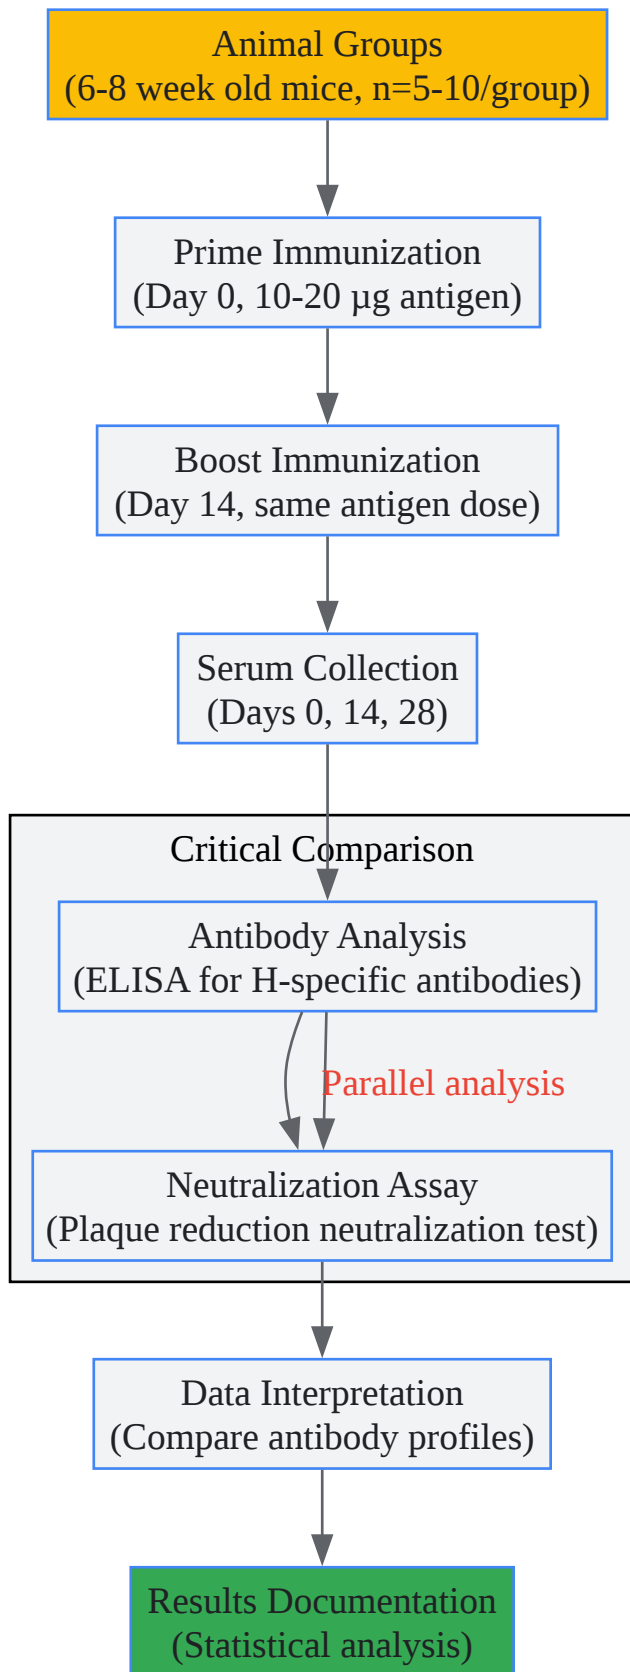 Animal Groups
(6-8 week old mice, n=5-10/group)
Prime Immunization
(Day 0, 10-20 µg antigen)
Boost Immunization
(Day 14, same antigen dose)
Serum Collection
(Days 0, 14, 28)
Critical Comparison
Antibody Analysis
(ELISA for H-specific antibodies)
Parallel analysis
Neutralization Assay
(Plaque reduction neutralization test)
Data Interpretation
(Compare antibody profiles)
Results Documentation
(Statistical analysis)